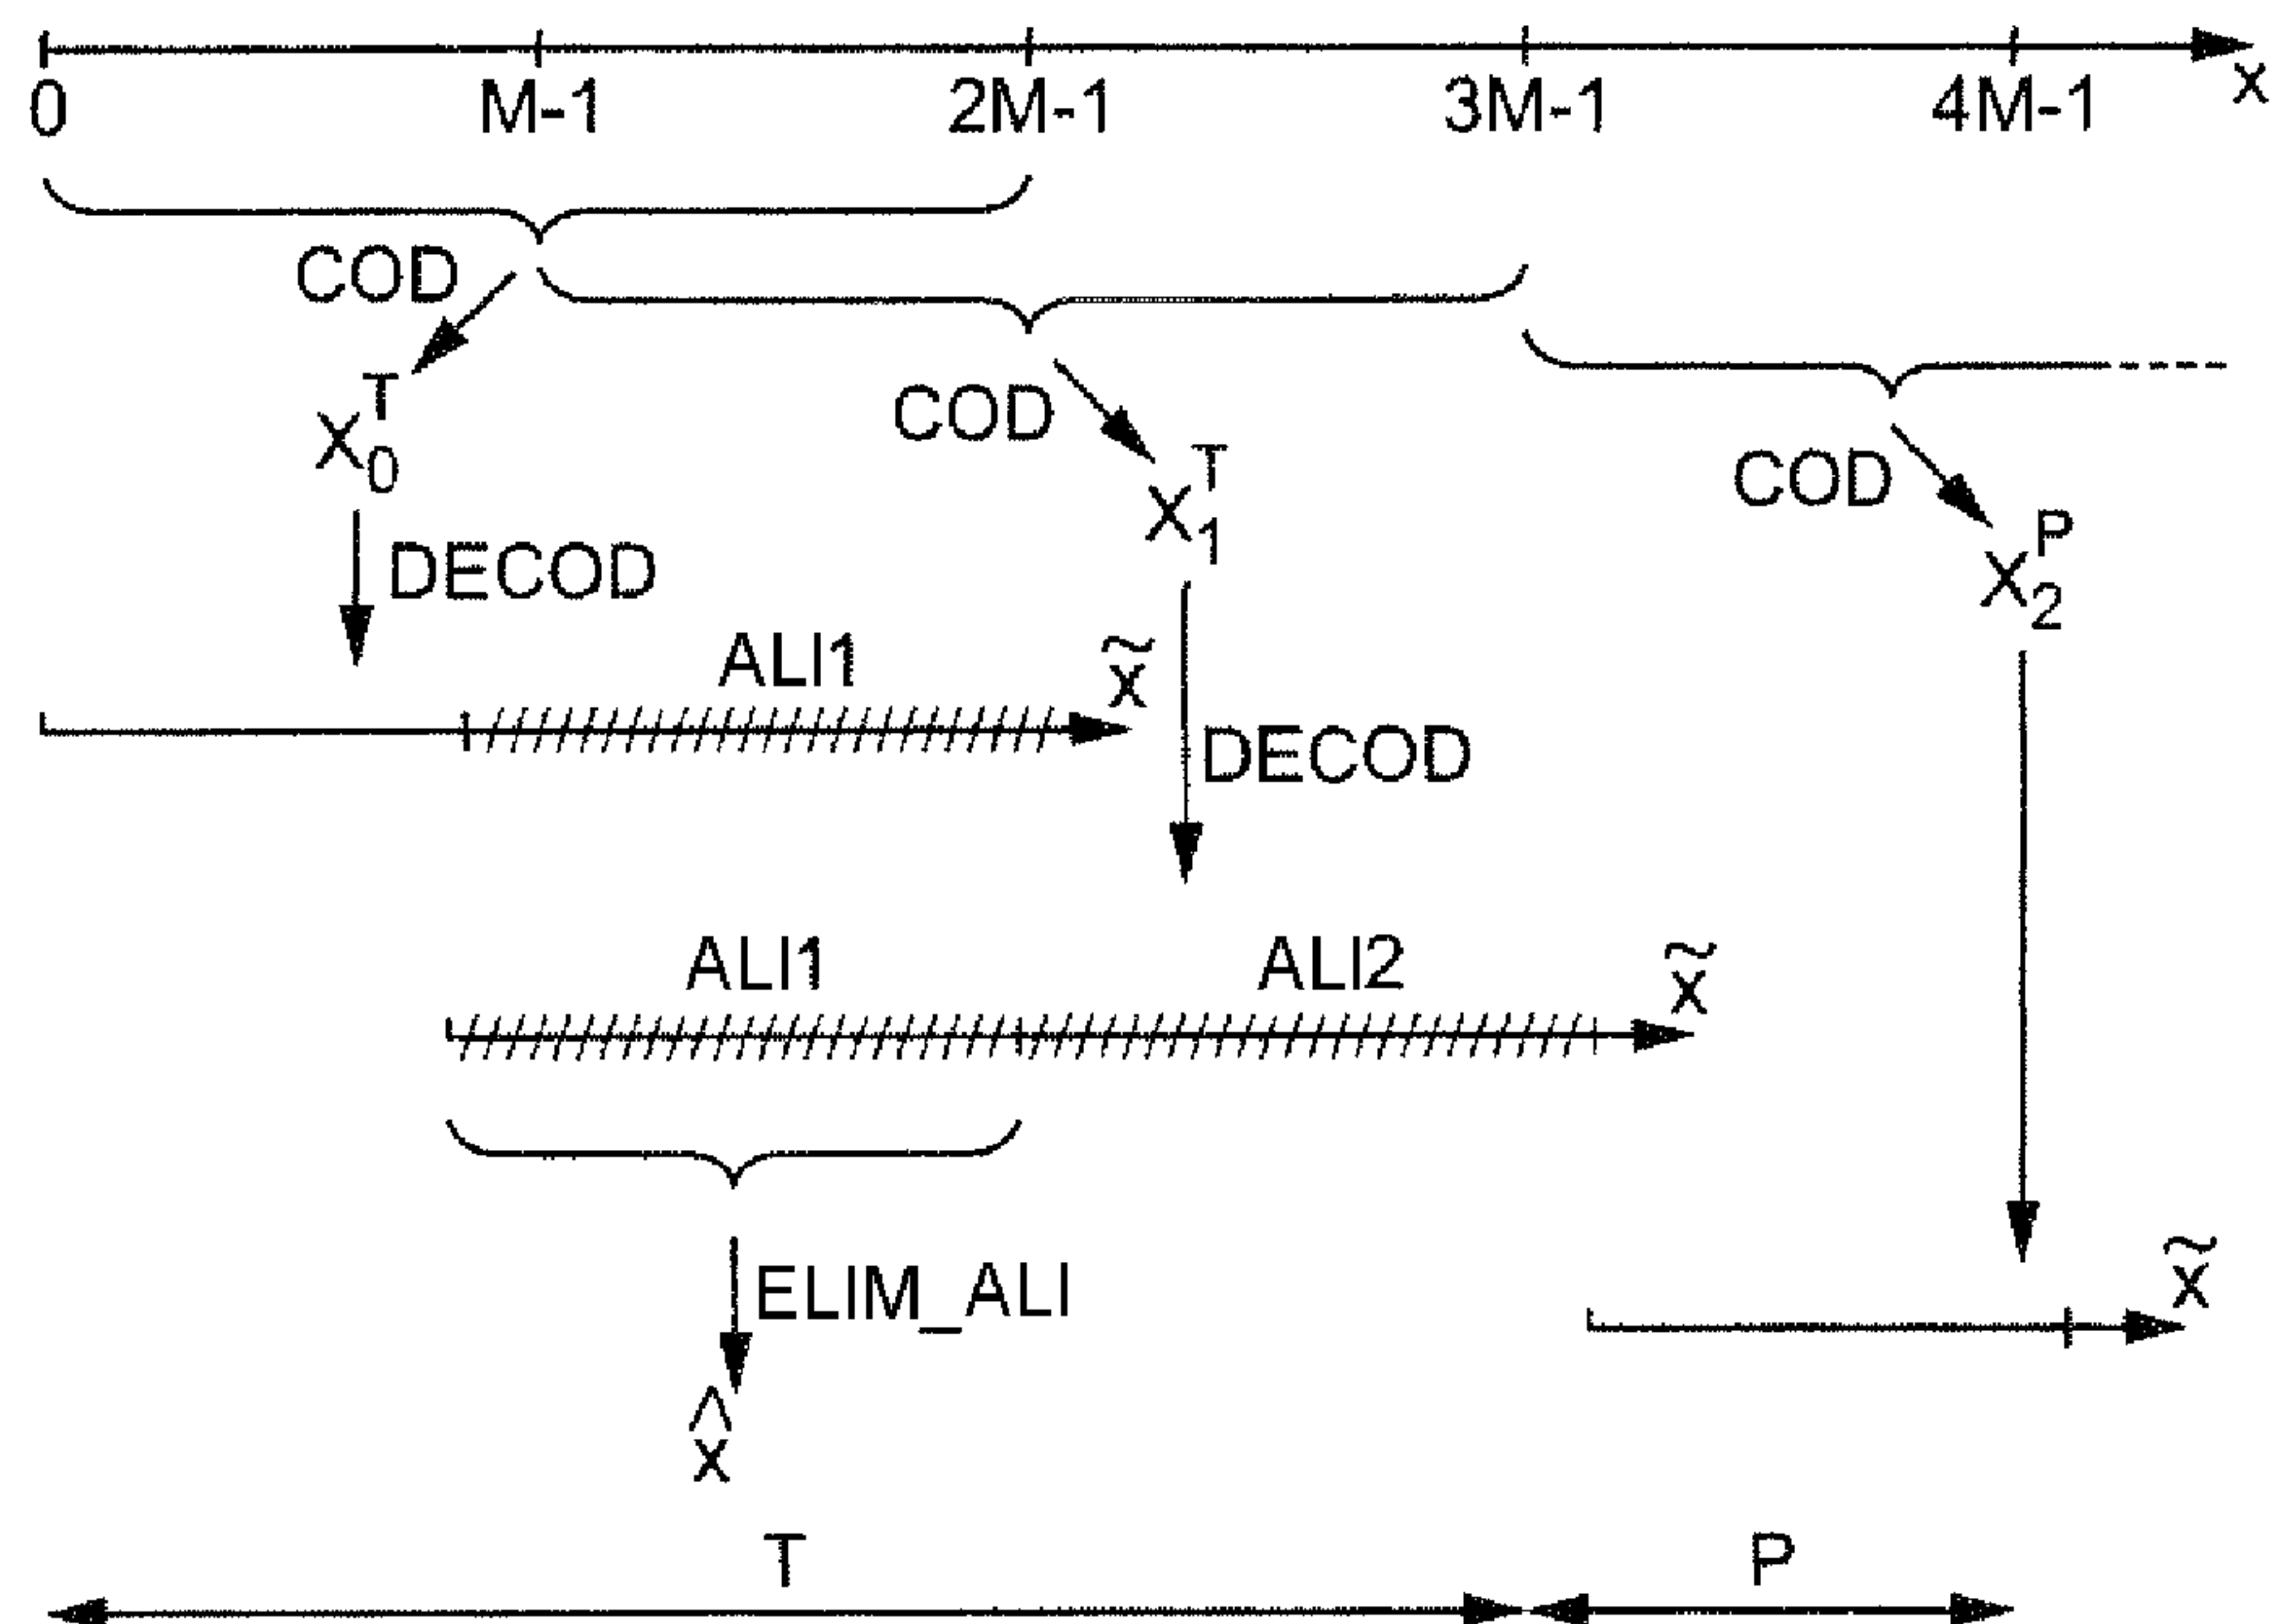 0 M-1 2M-1 3M-1 4M-1 x
COD
X₀ᵀ
COD
X₁ᵀ
COD
X₂ᴾ
DECOD
ALI1 x̃
DECOD
ALI1 ALI2 x̃
ELIM_ALI
x̂
x̃
T P